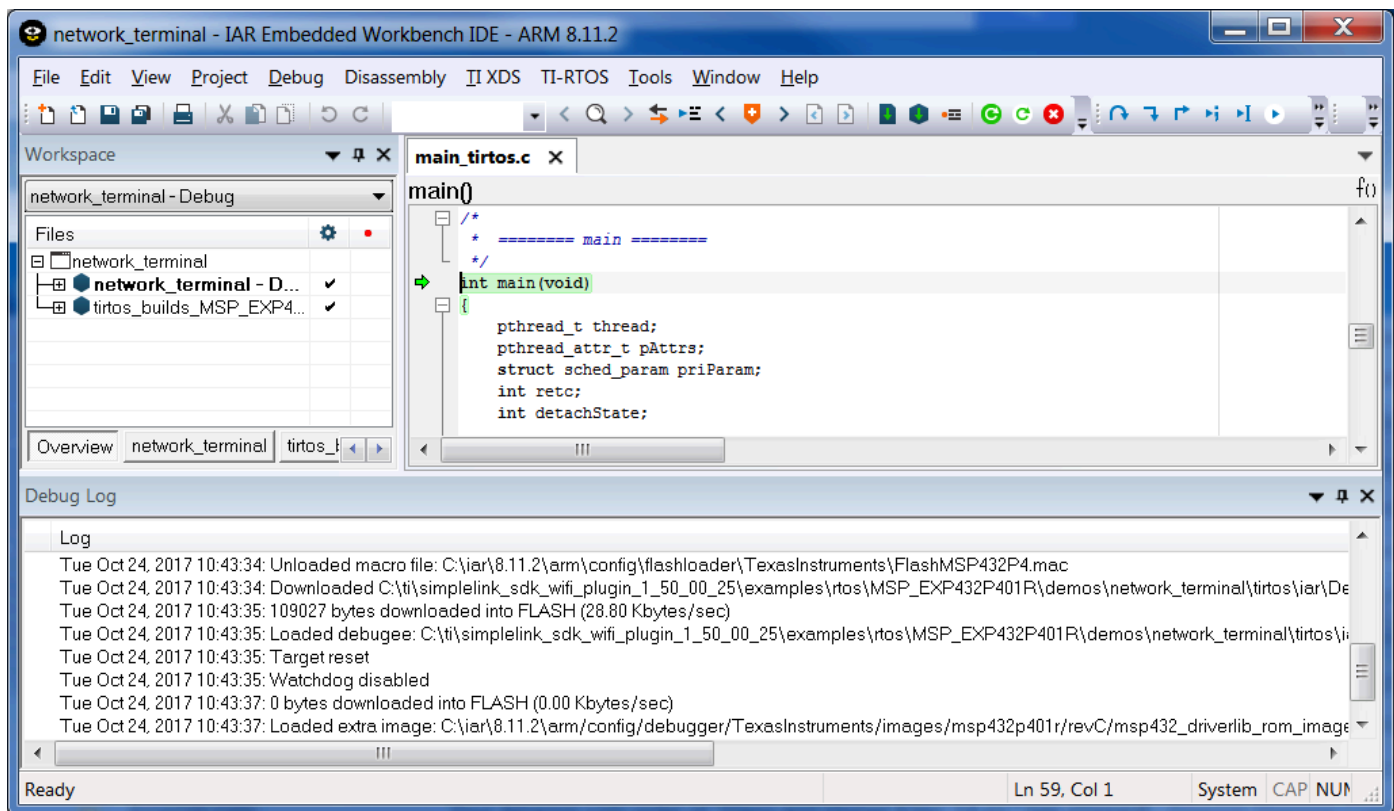 network_terminal - IAR Embedded Workbench IDE - ARM 8.11.2
File Edit View Project Debug Disassembly TI XDS TI-RTOS Tools Window Help
Workspace
main_tirtos.c
network_terminal - Debug
main()
f()
Files
network_terminal
network_terminal - D...
tirtos_builds_MSP_EXP4...
/*
* ======== main ========
*/
int main(void)
{
pthread_t thread;
pthread_attr_t pAttrs;
struct sched_param priParam;
int retc;
int detachState;
Overview network_terminal
Debug Log
Log
Tue Oct 24, 2017 10:43:34: Unloaded macro file: C:\iar\8.11.2\arm\config\flashloader\TexasInstruments\FlashMSP432P4.mac
Tue Oct 24, 2017 10:43:34: Downloaded C:\ti\simplelink_sdk_wifi_plugin_1_50_00_25\examples\rtos\MSP_EXP432P401R\demos\network_terminal\tirtos\iar\De
Tue Oct 24, 2017 10:43:35: 109027 bytes downloaded into FLASH (28.80 Kbytes/sec)
Tue Oct 24, 2017 10:43:35: Loaded debugee: C:\ti\simplelink_sdk_wifi_plugin_1_50_00_25\examples\rtos\MSP_EXP432P401R\demos\network_terminal\tirtos\i
Tue Oct 24, 2017 10:43:35: Target reset
Tue Oct 24, 2017 10:43:35: Watchdog disabled
Tue Oct 24, 2017 10:43:37: 0 bytes downloaded into FLASH (0.00 Kbytes/sec)
Tue Oct 24, 2017 10:43:37: Loaded extra image: C:\iar\8.11.2\arm/config/debugger/TexasInstruments/images/msp432p401r/revC/msp432_driverlib_rom_image
Ready
Ln 59, Col 1
System CAP NUM